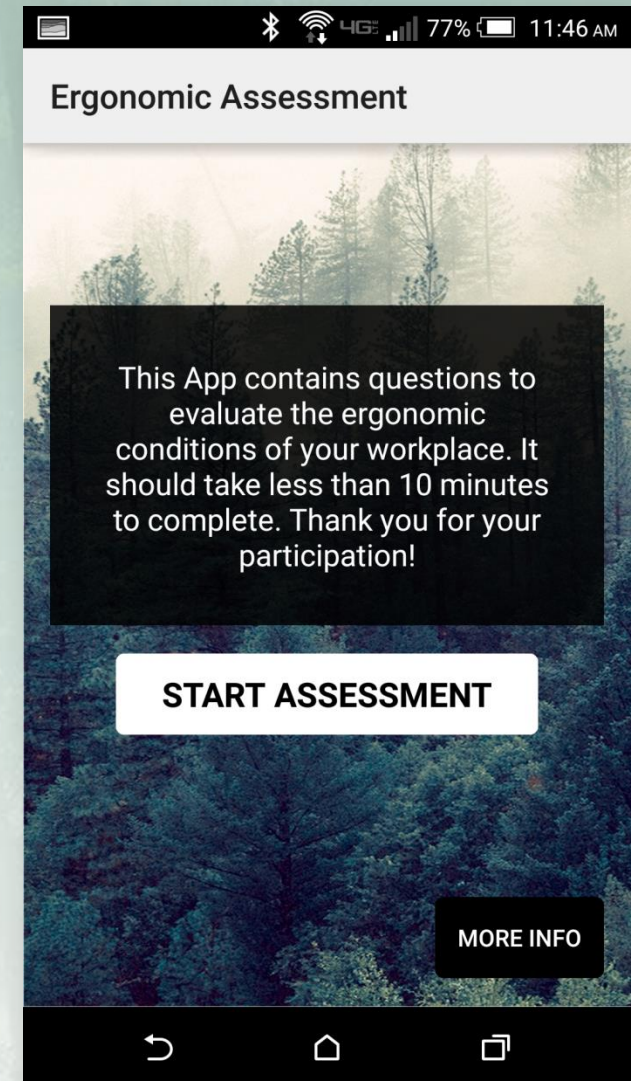 4G 77% 11:46 AM
Ergonomic Assessment
This App contains questions to
evaluate the ergonomic
conditions of your workplace. It
should take less than 10 minutes
to complete. Thank you for your
participation!
START ASSESSMENT
MORE INFO